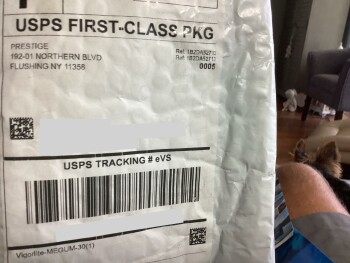 USPS FIRST-CLASS PKG
PRESTIGE
192-01 NORTHERN BLVD
FLUSHING NY 11358
0005
USPS TRACKING # eVS